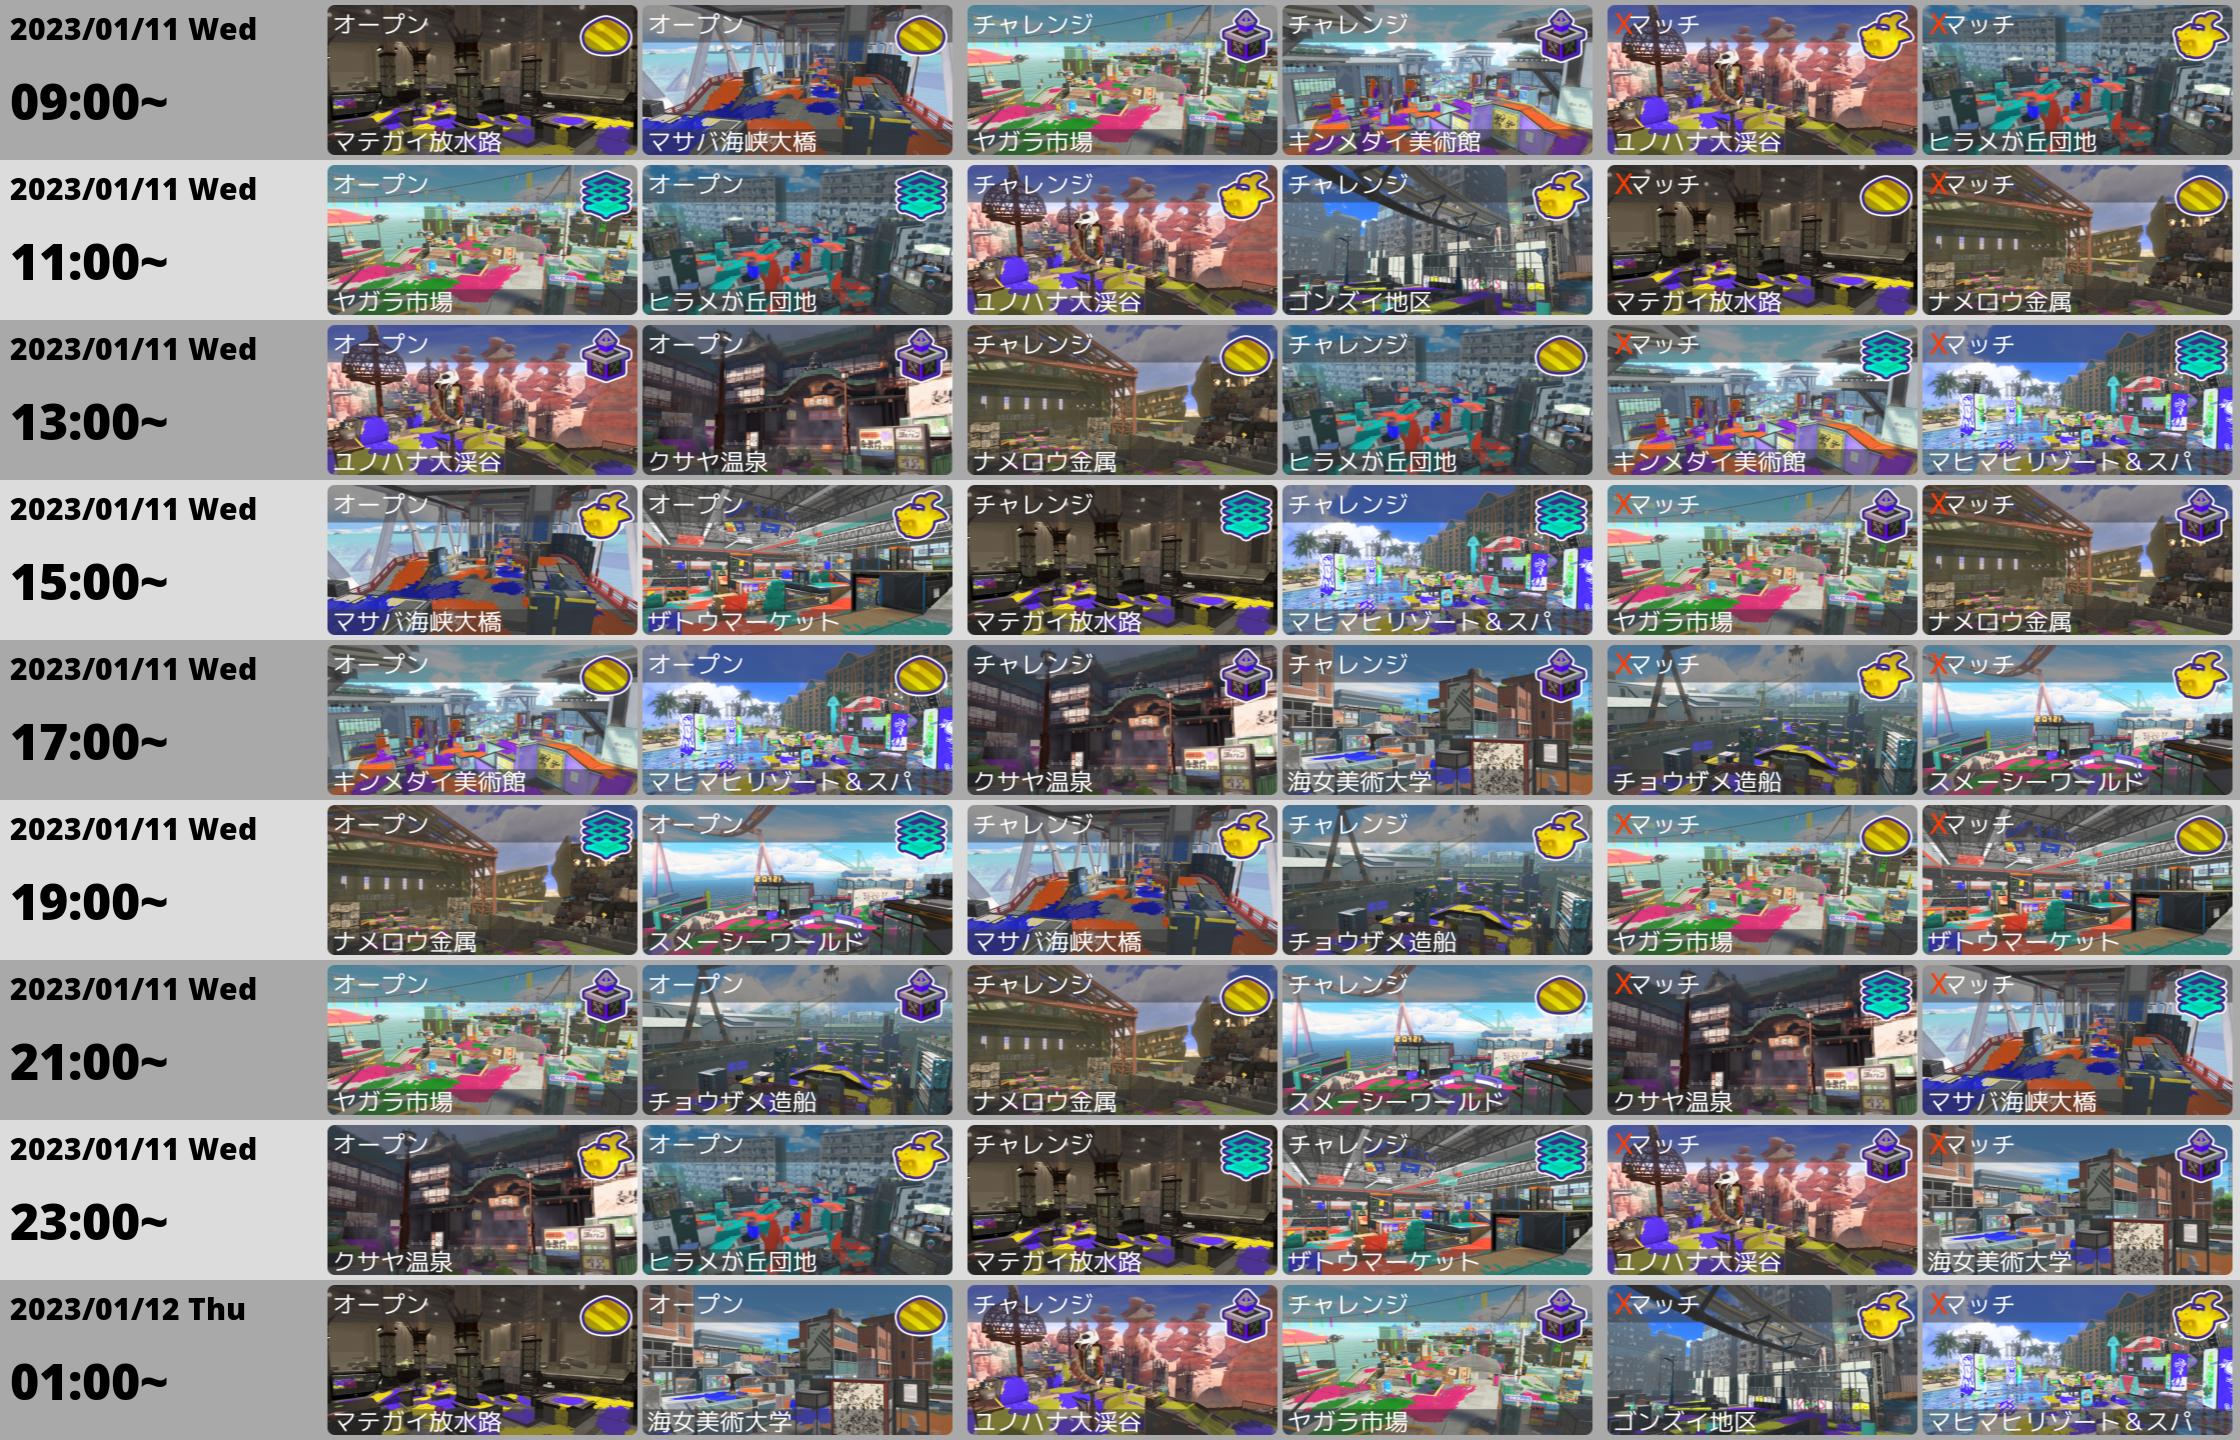 2023/01/11 Wed
09:00~
オープン
マテガイ放水路
オープン
マサバ海峡大橋
チャレンジ
ヤガラ市場
チャレンジ
キンメダイ美術館
Xマッチ
ユノハナ大渓谷
Xマッチ
ヒラメが丘団地
2023/01/11 Wed
11:00~
オープン
ヤガラ市場
オープン
ヒラメが丘団地
チャレンジ
ユノハナ大渓谷
チャレンジ
ゴンズイ地区
Xマッチ
マテガイ放水路
Xマッチ
ナメロウ金属
2023/01/11 Wed
13:00~
オープン
ユノハナ大渓谷
オープン
クサヤ温泉
チャレンジ
ナメロウ金属
チャレンジ
ヒラメが丘団地
Xマッチ
キンメダイ美術館
Xマッチ
マヒマヒリゾート＆スパ
2023/01/11 Wed
15:00~
オープン
マサバ海峡大橋
オープン
ザトウマーケット
チャレンジ
マテガイ放水路
チャレンジ
マヒマヒリゾート＆スパ
Xマッチ
ヤガラ市場
Xマッチ
ナメロウ金属
2023/01/11 Wed
17:00~
オープン
キンメダイ美術館
オープン
マヒマヒリゾート＆スパ
チャレンジ
クサヤ温泉
チャレンジ
海女美術大学
Xマッチ
チョウザメ造船
Xマッチ
スメーシーワールド
2023/01/11 Wed
19:00~
オープン
ナメロウ金属
オープン
スメーシーワールド
チャレンジ
マサバ海峡大橋
チャレンジ
チョウザメ造船
Xマッチ
ヤガラ市場
Xマッチ
ザトウマーケット
2023/01/11 Wed
21:00~
オープン
ヤガラ市場
オープン
チョウザメ造船
チャレンジ
ナメロウ金属
チャレンジ
スメーシーワールド
Xマッチ
クサヤ温泉
Xマッチ
マサバ海峡大橋
2023/01/11 Wed
23:00~
オープン
クサヤ温泉
オープン
ヒラメが丘団地
チャレンジ
マテガイ放水路
チャレンジ
ザトウマーケット
Xマッチ
ユノハナ大渓谷
Xマッチ
海女美術大学
2023/01/12 Thu
01:00~
オープン
マテガイ放水路
オープン
海女美術大学
チャレンジ
ユノハナ大渓谷
チャレンジ
ヤガラ市場
Xマッチ
ゴンズイ地区
Xマッチ
マヒマヒリゾート＆スパ